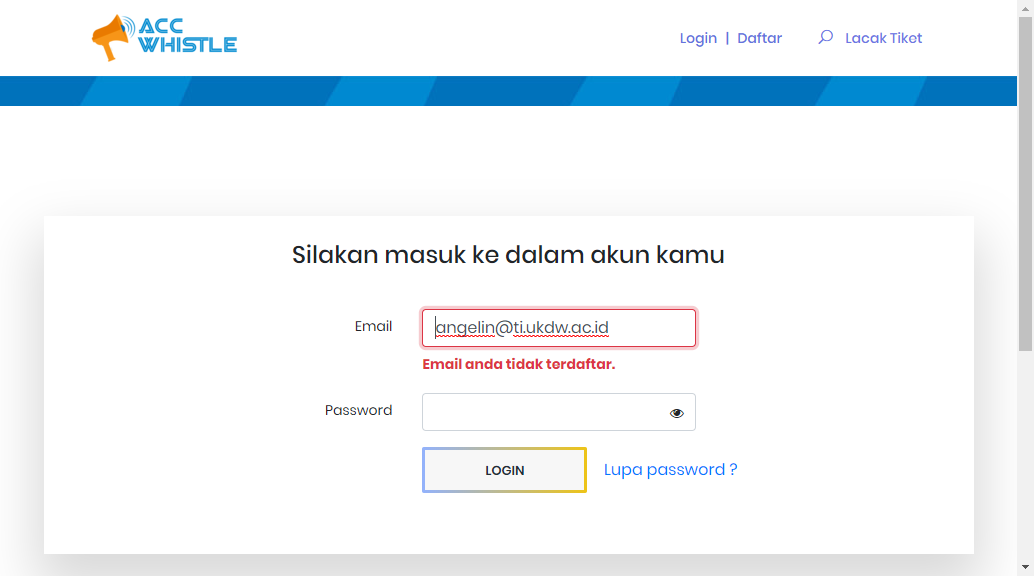 ACC
WHISTLE
Login | Daftar Lacak Tiket
Silakan masuk ke dalam akun kamu
Email angelin@ti.ukdw.ac.id
Email anda tidak terdaftar.
Password
LOGIN Lupa password ?